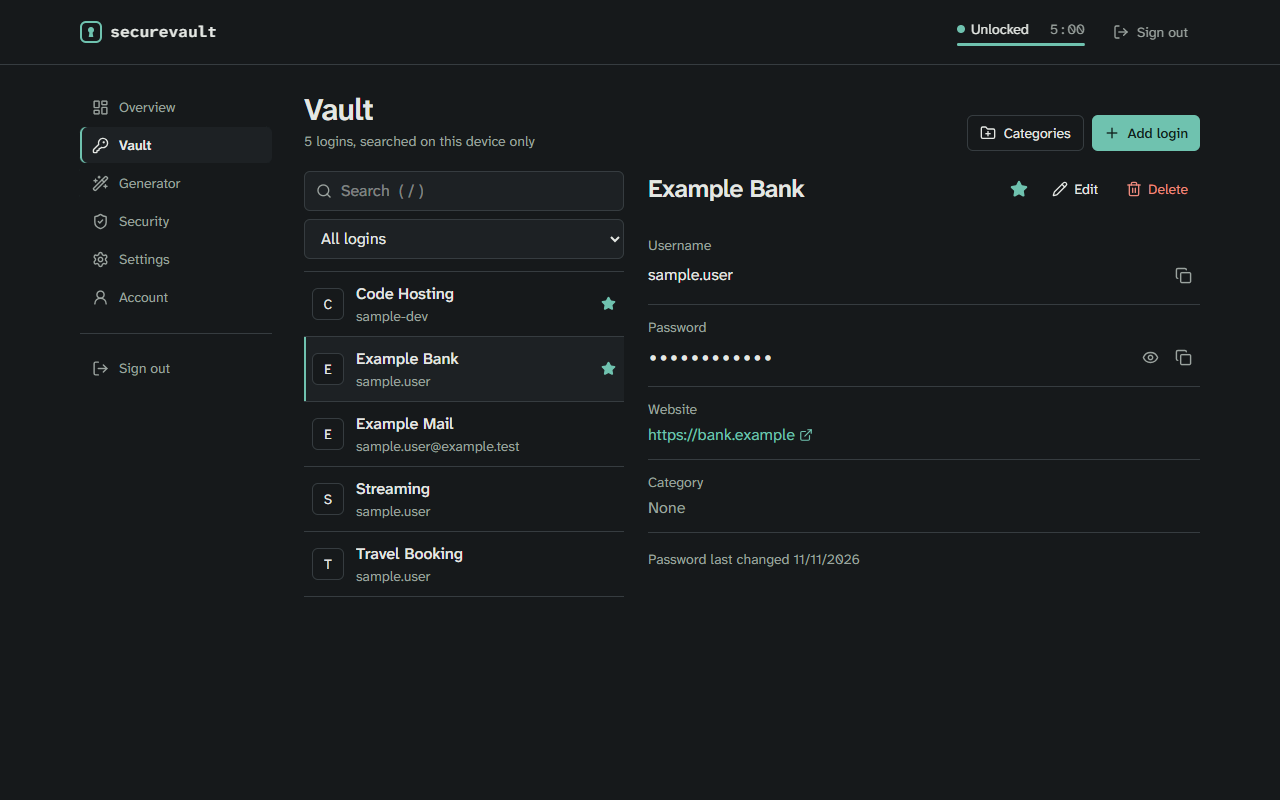 securevault
Unlocked 5:00
Sign out
Overview
Vault
Generator
Security
Settings
Account
Sign out
Vault
5 logins, searched on this device only
Categories
Add login
Search ( / )
All logins
C
Code Hosting
sample-dev
E
Example Bank
sample.user
E
Example Mail
sample.user@example.test
S
Streaming
sample.user
T
Travel Booking
sample.user
Example Bank
Edit
Delete
Username
sample.user
Password
••••••••••••
Website
https://bank.example
Category
None
Password last changed 11/11/2026